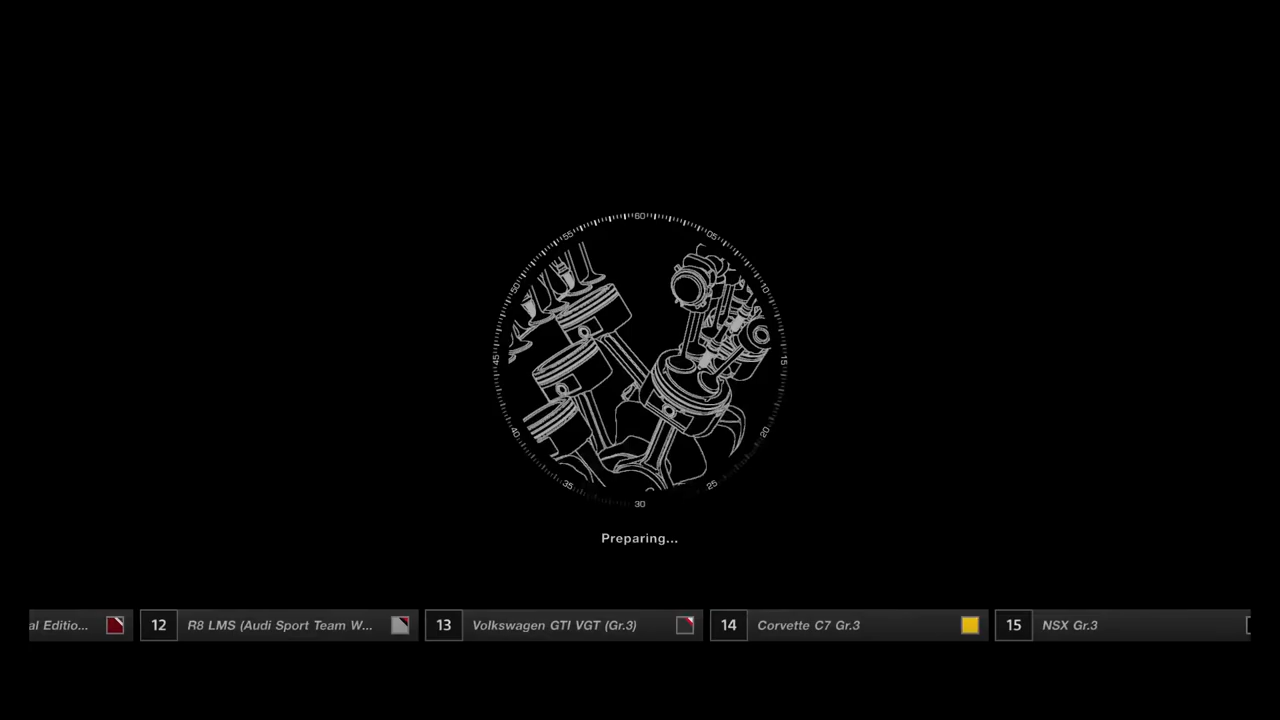 60
55
05
50
10
45
15
40
20
35
25
30
Preparing...
al Editio...
12 R8 LMS (Audi Sport Team W...
13 Volkswagen GTI VGT (Gr.3)
14 Corvette C7 Gr.3
15 NSX Gr.3